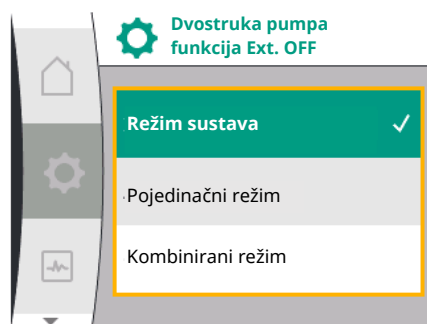 Dvostruka pumpa
funkcija Ext. OFF
Režim sustava
Pojedinačni režim
Kombinirani režim